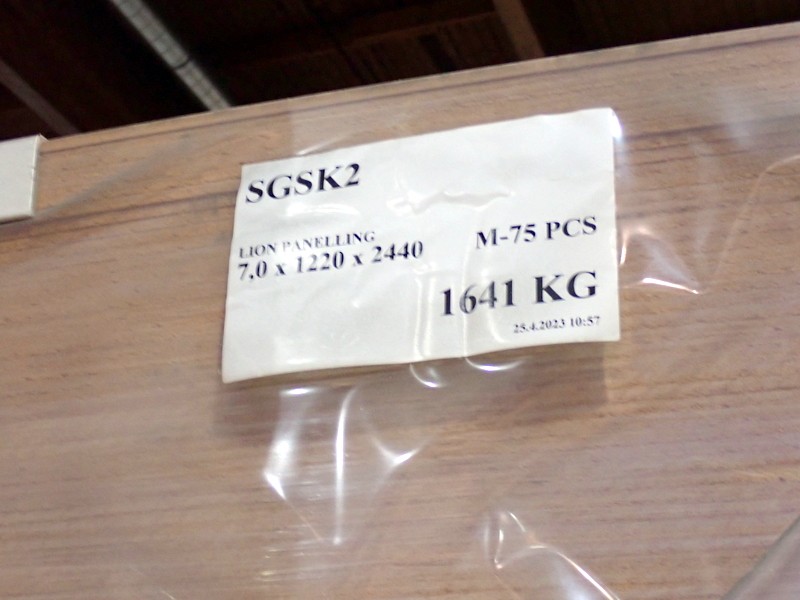 SGSK2
LION PANELLING
7,0 x 1220 x 2440
M-75 PCS
1641 KG
25.4.2023 10:57